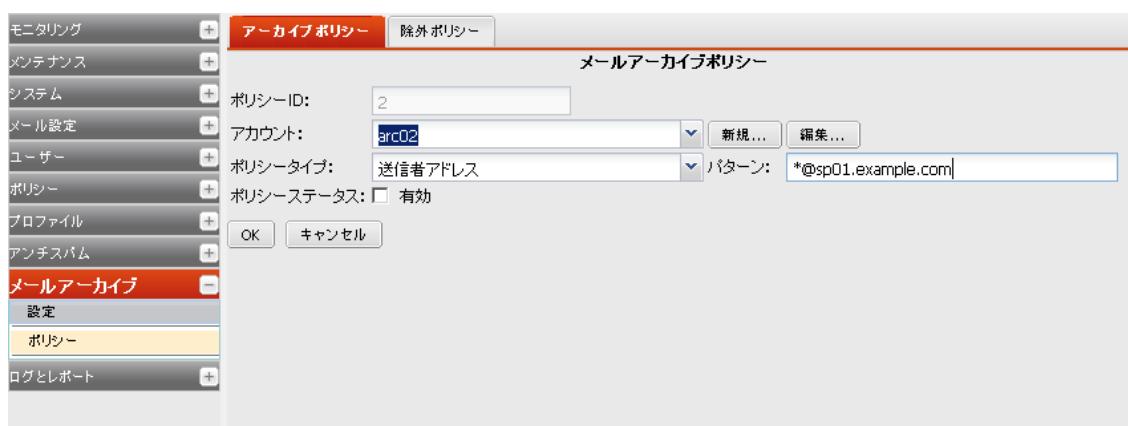 モニタリング
メンテナンス
システム
メール設定
ユーザー
ポリシー
プロファイル
アンチスパム
メールアーカイブ
設定
ポリシー
ログとレポート
アーカイブポリシー 除外ポリシー
メールアーカイブポリシー
ポリシーID: 2
アカウント: arc02 新規... 編集...
ポリシータイプ: 送信者アドレス パターン: *@sp01.example.com
ポリシーステータス: 有効
OK キャンセル